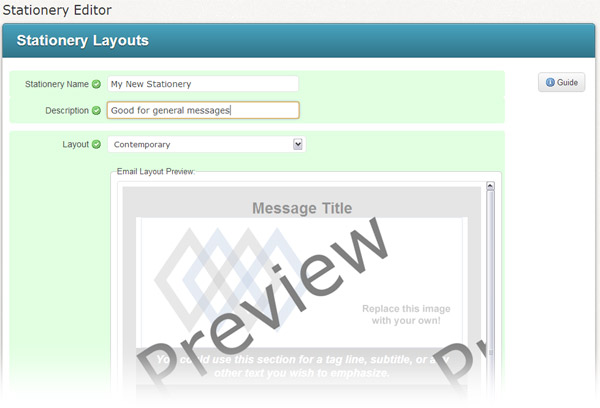 Stationery Editor
Stationery Layouts
Stationery Name My New Stationery
Guide
Description Good for general messages
Layout Contemporary
Email Layout Preview:
Message Title
Preview
Replace this image
with your own!
You could use this section for a tag line, subtitle, or any
other text you wish to emphasize.